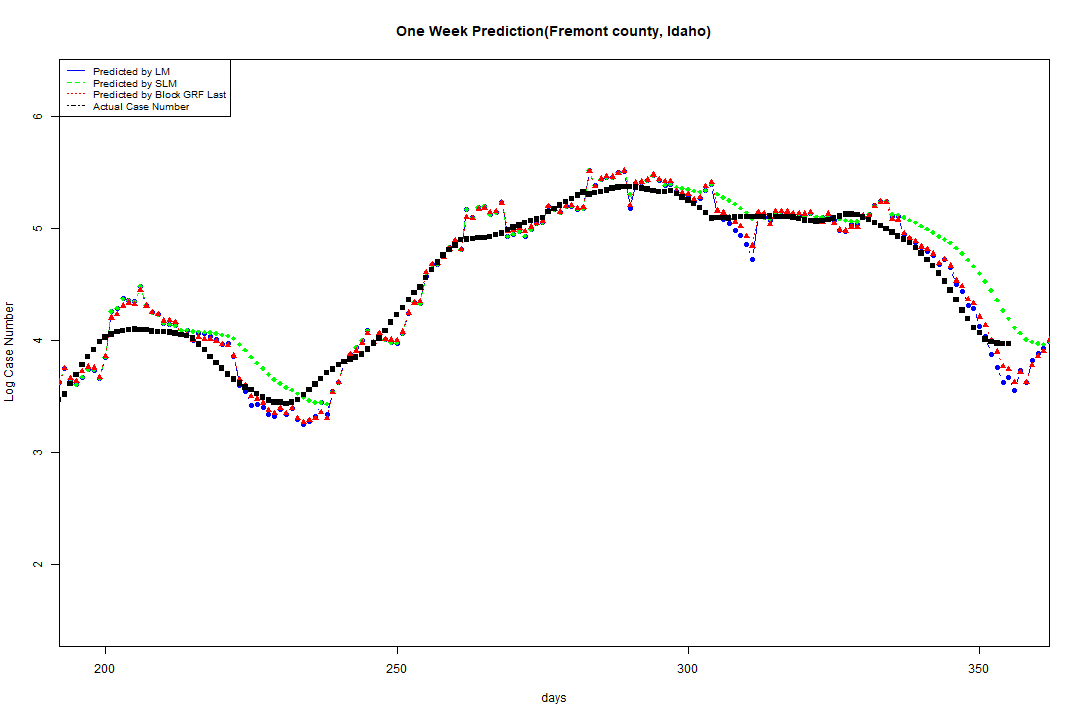 One Week Prediction(Fremont county, Idaho)
Predicted by LM
Predicted by SLM
Predicted by Block GRF Last
Actual Case Number
6
5
4
3
2
Log Case Number
200
250
300
350
days